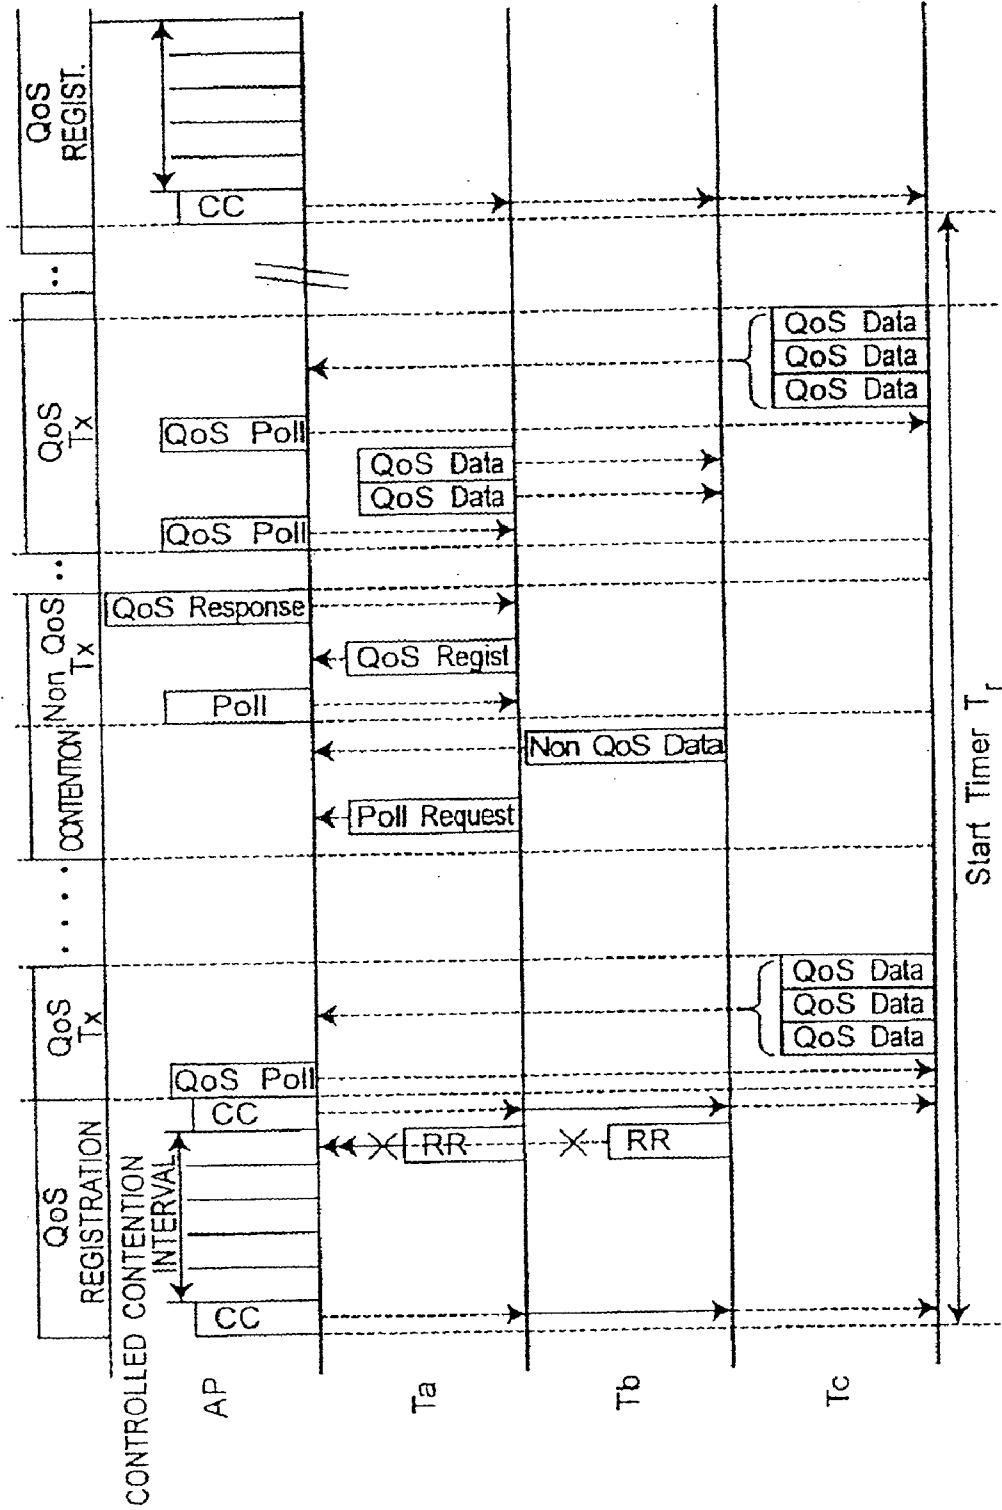 QoS
REGIST.
CC
QoS
Tx
QoS Data
QoS Data
QoS Data
QoS Poll
QoS Data
QoS Data
QoS Poll
Non QoS
Tx
QoS Response
QoS Regist
Poll
CONTENTION
Non QoS Data
Poll Request
QoS
Tx
QoS Data
QoS Data
QoS Data
QoS Poll
QoS
REGISTRATION
CC
RR
RR
CONTROLLED CONTENTION
INTERVAL
CC
AP
Ta
Tb
Tc
Start Timer Tr